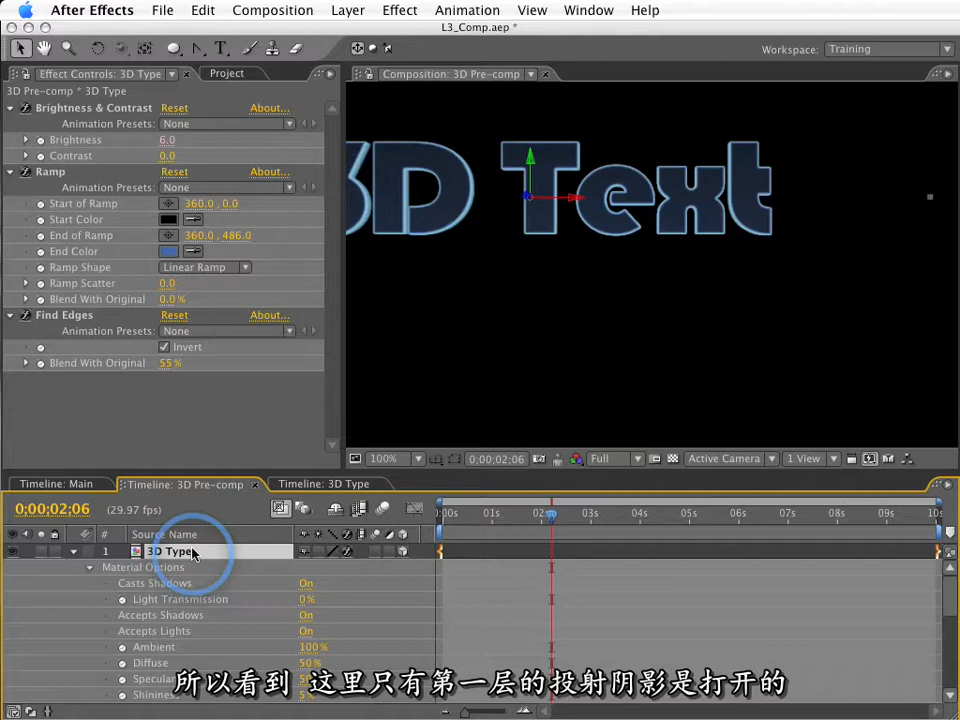 After Effects File Edit Composition Layer Effect Animation View Window Help
L3_Comp.aep *
Workspace: Training
Effect Controls: 3D Type Project
Composition: 3D Pre-comp
3D Pre-comp * 3D Type
Brightness & Contrast Reset About...
Animation Presets: None
Brightness 6.0
Contrast 0.0
Ramp Reset About...
Animation Presets: None
Start of Ramp 360.0, 0.0
Start Color
End of Ramp 360.0, 486.0
End Color
Ramp Shape Linear Ramp
Ramp Scatter 0.0
Blend With Original 0.0 %
Find Edges Reset About...
Animation Presets: None
Invert
Blend With Original 55 %
3D Text
100% 0;00;02;06 Full Active Camera 1 View
Timeline: Main Timeline: 3D Pre-comp Timeline: 3D Type
0;00;02;06 (29.97 fps)
:00s 01s 02s 03s 04s 05s 06s 07s 08s 09s 10s
# Source Name
1 3D Type
Material Options
Casts Shadows On
Light Transmission 0%
Accepts Shadows On
Accepts Lights On
Ambient 100%
Diffuse 50%
Specular
Shininess 5%
所以看到 这里只有第一层的投射阴影是打开的